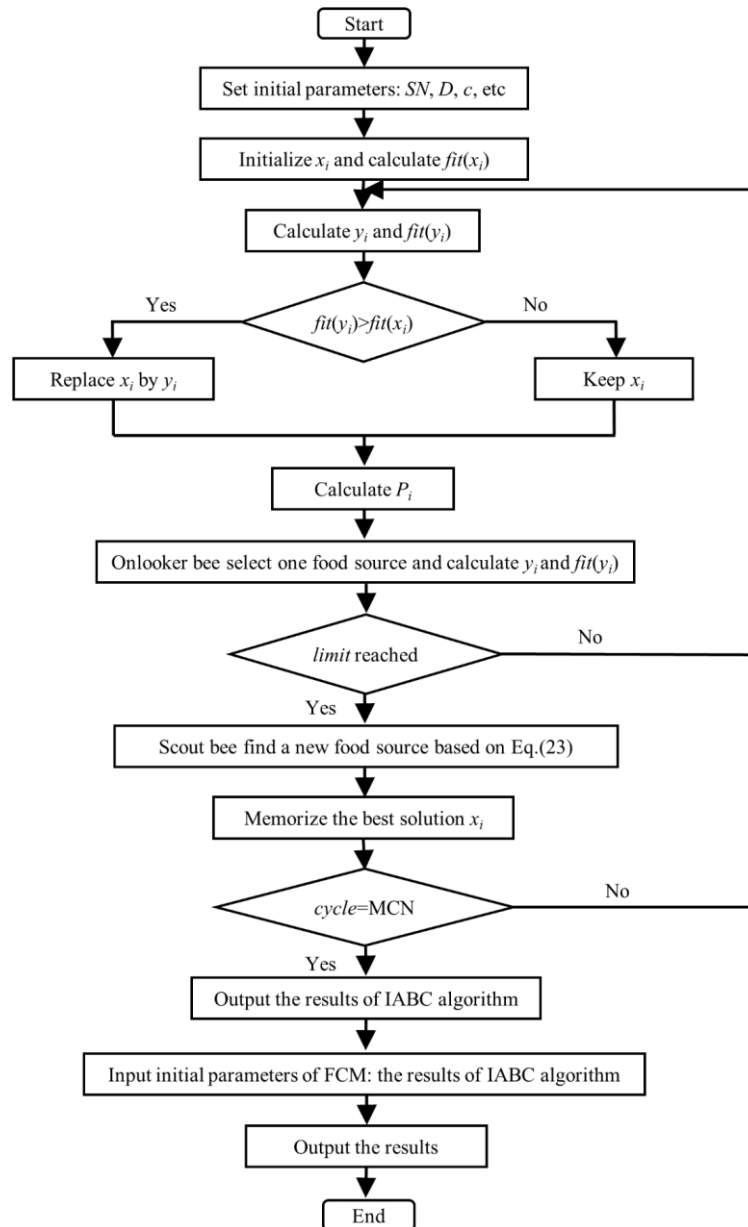 Start
Set initial parameters: SN, D, c, etc
Initialize xᵢ and calculate fit(xᵢ)
Calculate yᵢ and fit(yᵢ)
Yes
No
fit(yᵢ)>fit(xᵢ)
Replace xᵢ by yᵢ
Keep xᵢ
Calculate Pᵢ
Onlooker bee select one food source and calculate yᵢ and fit(yᵢ)
No
limit reached
Yes
Scout bee find a new food source based on Eq.(23)
Memorize the best solution xᵢ
No
cycle=MCN
Yes
Output the results of IABC algorithm
Input initial parameters of FCM: the results of IABC algorithm
Output the results
End